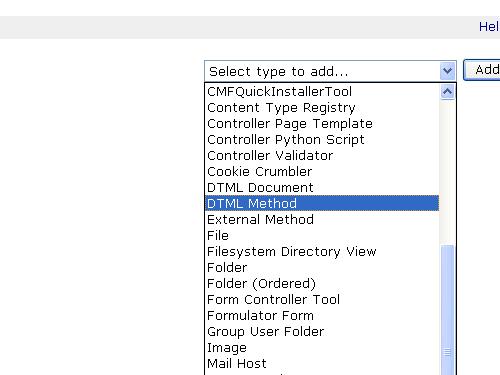 Hel
Select type to add...
Add
CMFQuickInstallerTool
Content Type Registry
Controller Page Template
Controller Python Script
Controller Validator
Cookie Crumbler
DTML Document
DTML Method
External Method
File
Filesystem Directory View
Folder
Folder (Ordered)
Form Controller Tool
Formulator Form
Group User Folder
Image
Mail Host